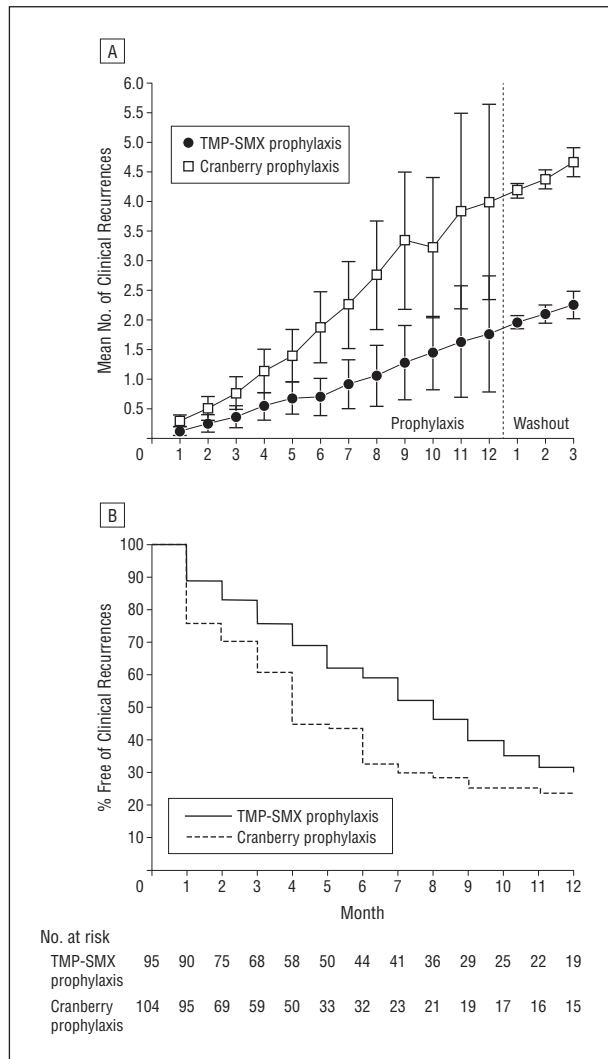 A
6.0
5.5
5.0
4.5
4.0
3.5
3.0
2.5
2.0
1.5
1.0
0.5
0
Mean No. of Clinical Recurrences
TMP-SMX prophylaxis
Cranberry prophylaxis
Prophylaxis Washout
1 2 3 4 5 6 7 8 9 10 11 12 1 2 3
B
100
90
80
70
60
50
40
30
20
10
0
% Free of Clinical Recurrences
TMP-SMX prophylaxis
Cranberry prophylaxis
1 2 3 4 5 6 7 8 9 10 11 12
Month
No. at risk
TMP-SMX 95 90 75 68 58 50 44 41 36 29 25 22 19
prophylaxis
Cranberry 104 95 69 59 50 33 32 23 21 19 17 16 15
prophylaxis